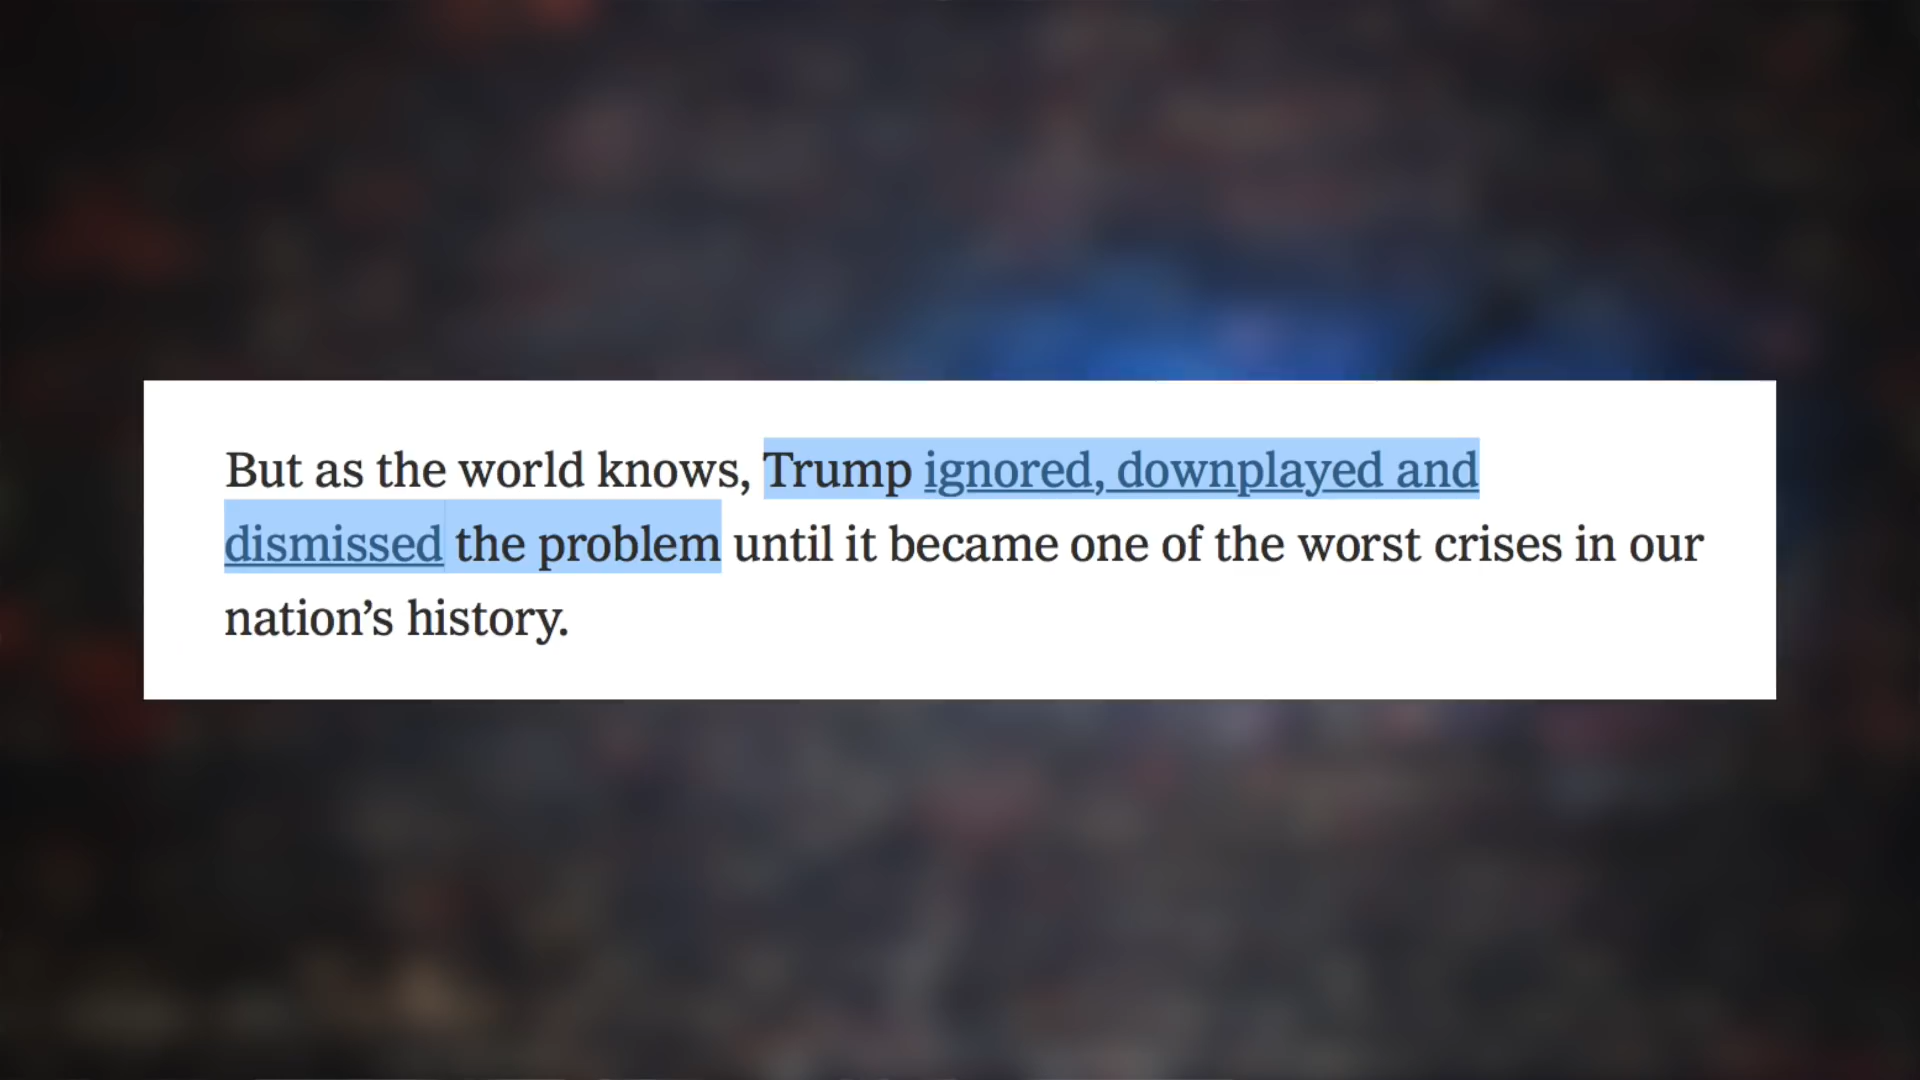 But as the world knows, Trump ignored, downplayed and
dismissed the problem until it became one of the worst crises in our
nation’s history.